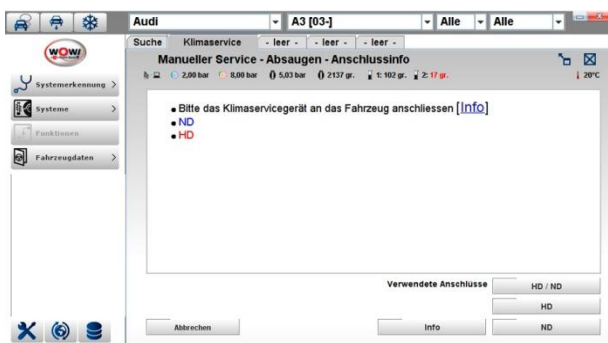 Audi A3 [03-] Alle Alle
Suche Klimaservice - leer - - leer - - leer -
WOW!
Manueller Service - Absaugen - Anschlussinfo
2,00 bar 8,00 bar 5,03 bar 2137 gr. 1: 102 gr. 2: 17 gr. 20°C
Systemerkennung >
Systeme >
Funktionen
Fahrzeugdaten >
• Bitte das Klimaservicegerät an das Fahrzeug anschliessen [Info]
• ND
• HD
Verwendete Anschlüsse HD / ND
HD
Abbrechen Info ND